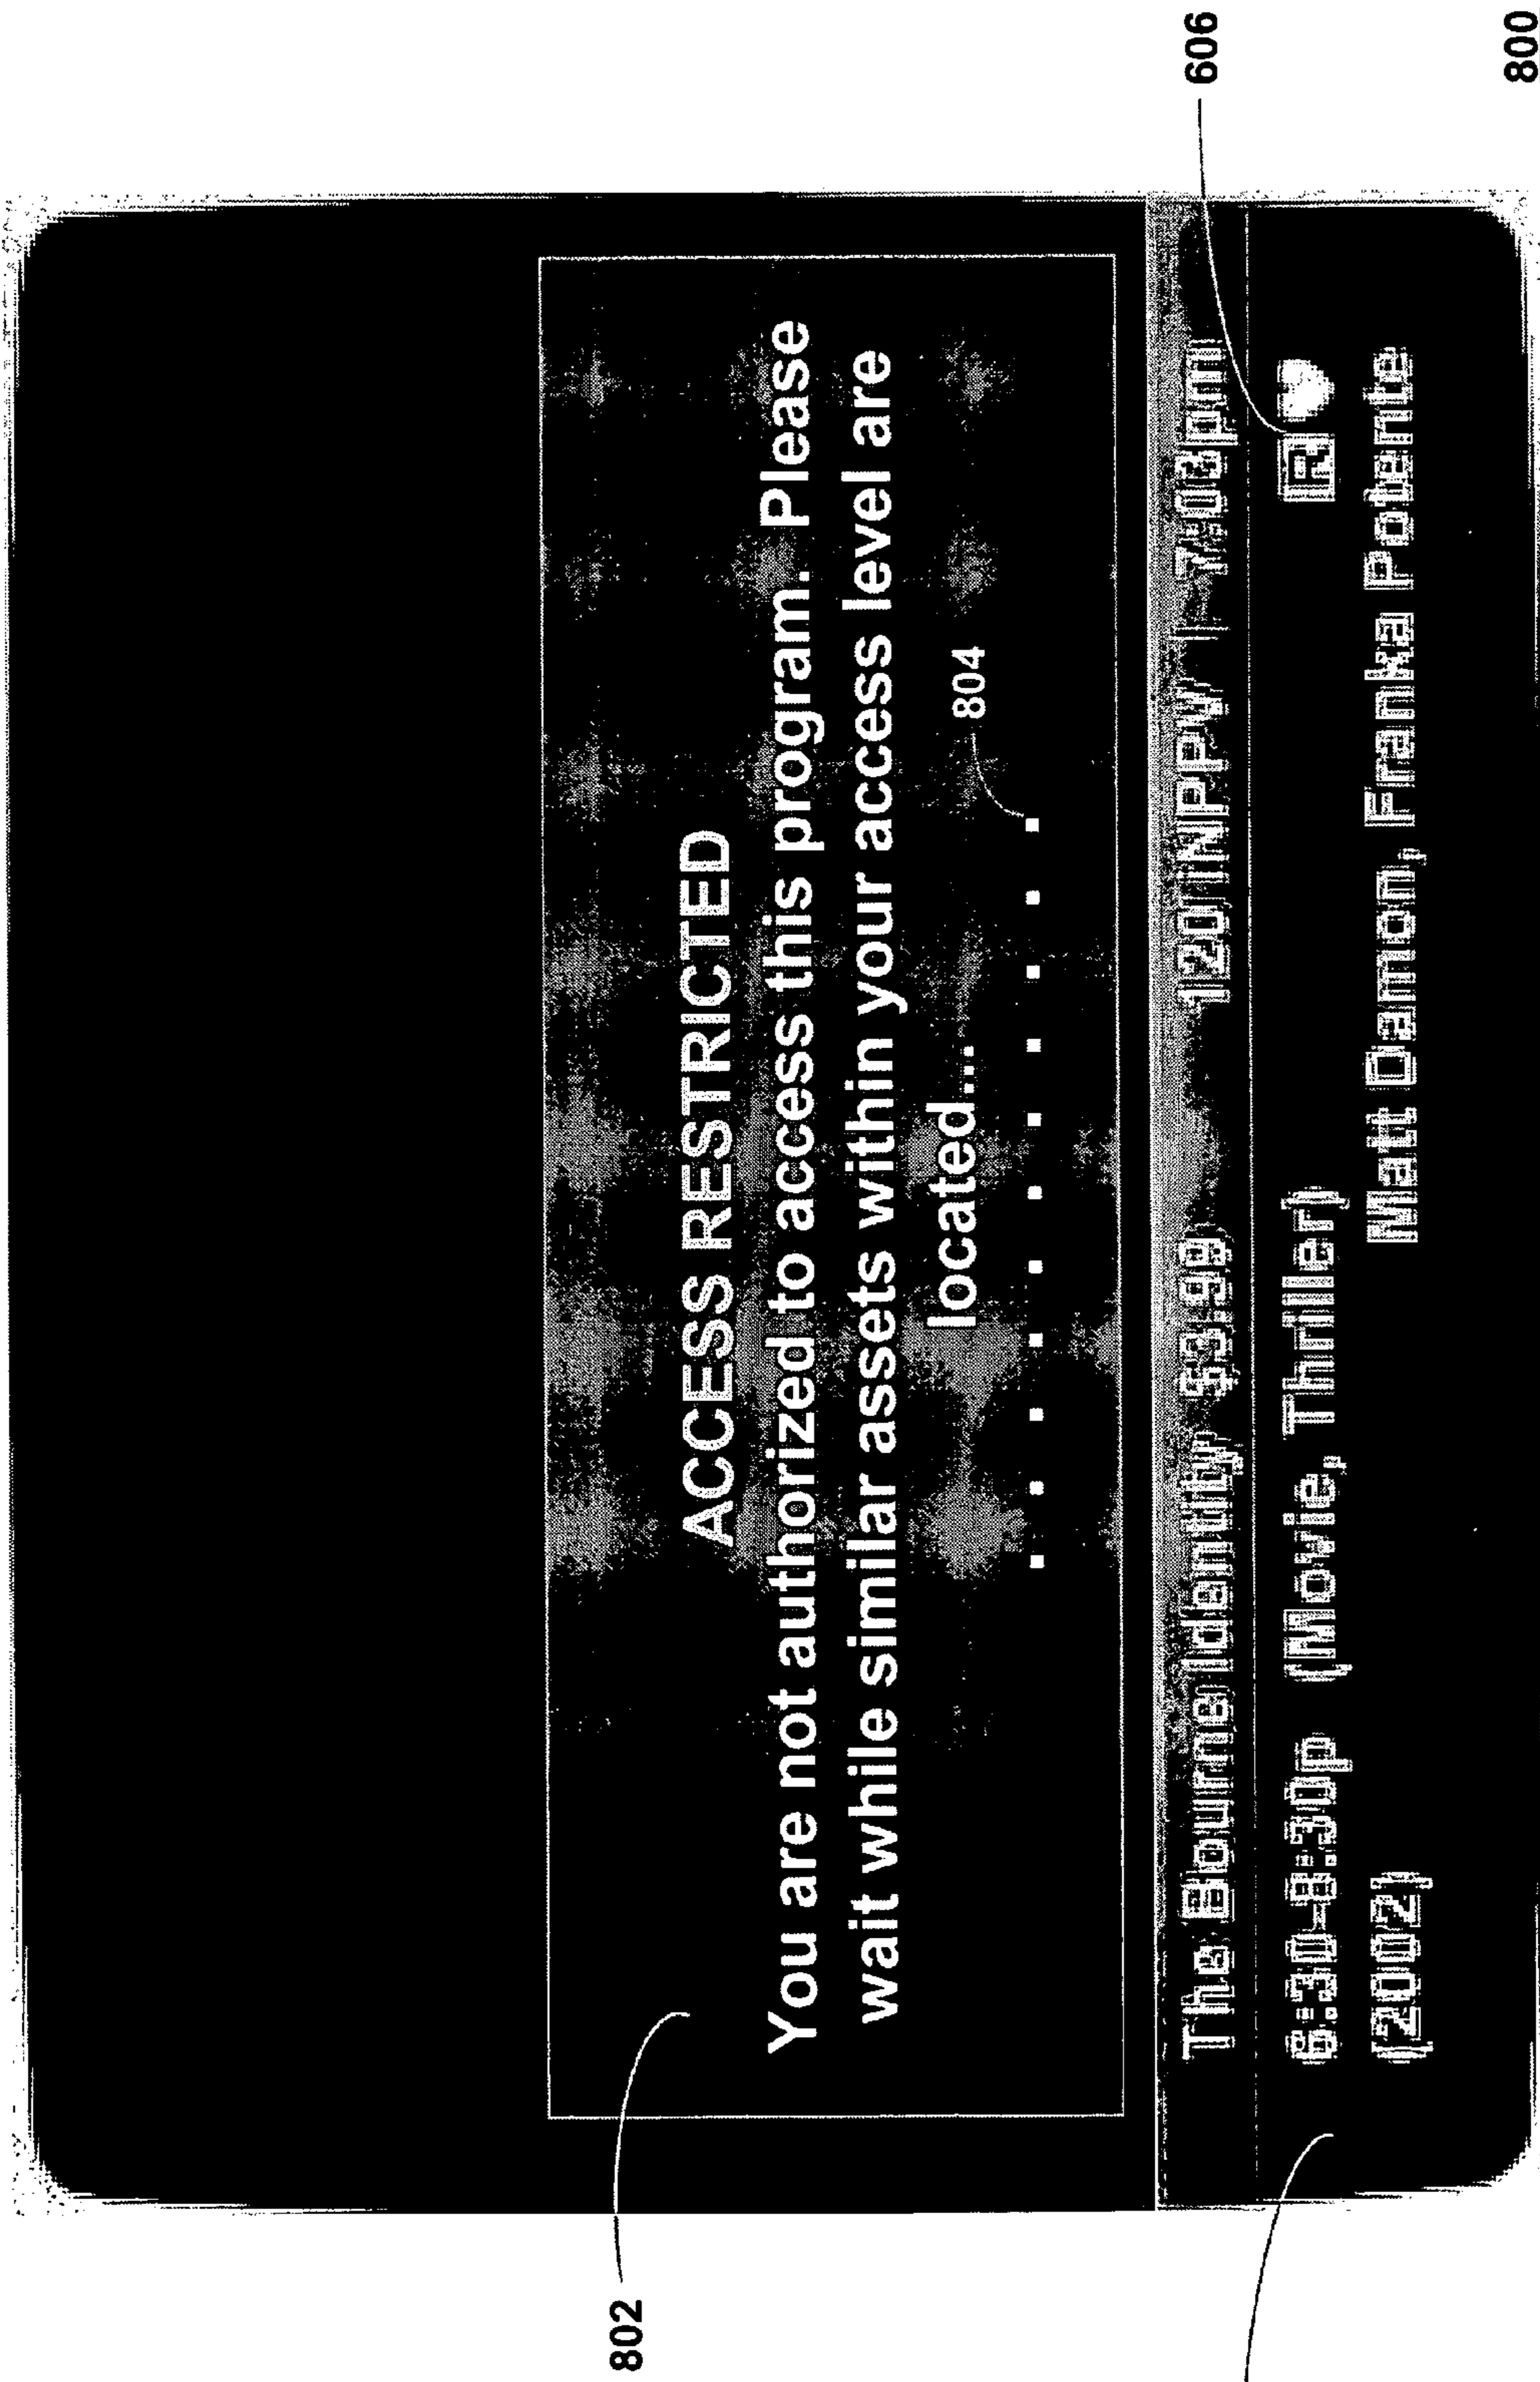 802
ACCESS RESTRICTED
You are not authorized to access this program. Please
wait while similar assets within your access level are
located...
804
The Bourne Identity, $3.99 120/INPPV | 7:08pm
6:30-8:30p (Movie, Thriller) R
(2002) Matt Damon, Franka Potente
606
800